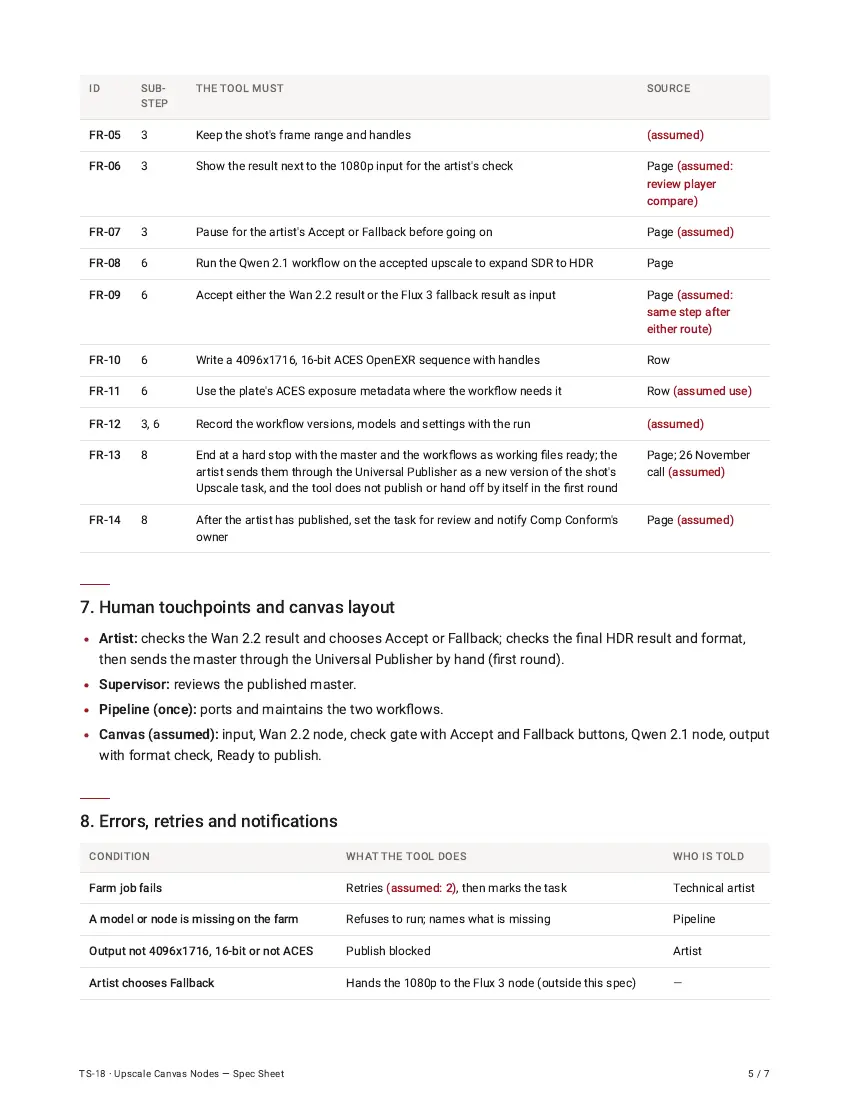 ID SUB- THE TOOL MUST SOURCE
STEP
FR-05 3 Keep the shot's frame range and handles (assumed)
FR-06 3 Show the result next to the 1080p input for the artist's check Page (assumed:
review player
compare)
FR-07 3 Pause for the artist's Accept or Fallback before going on Page (assumed)
FR-08 6 Run the Qwen 2.1 workflow on the accepted upscale to expand SDR to HDR Page
FR-09 6 Accept either the Wan 2.2 result or the Flux 3 fallback result as input Page (assumed:
same step after
either route)
FR-10 6 Write a 4096x1716, 16-bit ACES OpenEXR sequence with handles Row
FR-11 6 Use the plate's ACES exposure metadata where the workflow needs it Row (assumed use)
FR-12 3, 6 Record the workflow versions, models and settings with the run (assumed)
FR-13 8 End at a hard stop with the master and the workflows as working files ready; the Page; 26 November
artist sends them through the Universal Publisher as a new version of the shot's call (assumed)
Upscale task, and the tool does not publish or hand off by itself in the first round
FR-14 8 After the artist has published, set the task for review and notify Comp Conform's Page (assumed)
owner
7. Human touchpoints and canvas layout
• Artist: checks the Wan 2.2 result and chooses Accept or Fallback; checks the final HDR result and format,
then sends the master through the Universal Publisher by hand (first round).
• Supervisor: reviews the published master.
• Pipeline (once): ports and maintains the two workflows.
• Canvas (assumed): input, Wan 2.2 node, check gate with Accept and Fallback buttons, Qwen 2.1 node, output
with format check, Ready to publish.
8. Errors, retries and notifications
CONDITION WHAT THE TOOL DOES WHO IS TOLD
Farm job fails Retries (assumed: 2), then marks the task Technical artist
A model or node is missing on the farm Refuses to run; names what is missing Pipeline
Output not 4096x1716, 16-bit or not ACES Publish blocked Artist
Artist chooses Fallback Hands the 1080p to the Flux 3 node (outside this spec) —
TS-18 · Upscale Canvas Nodes — Spec Sheet 5 / 7